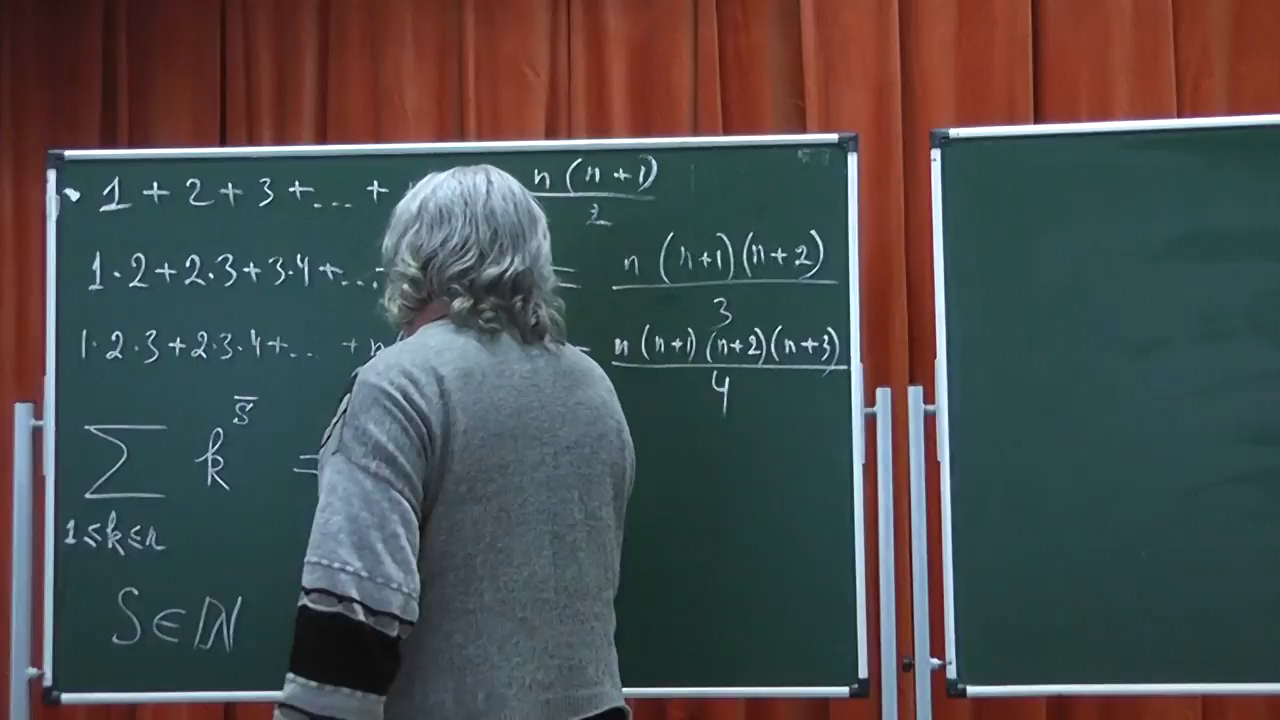 1 + 2 + 3 + ... + n(n+1)/2
1·2+2·3+3·4+... = n(n+1)(n+2)/3
1·2·3+2·3·4+... +n = n(n+1)(n+2)(n+3)/4
∑ k^s̅ =
1≤k≤n
S∈ℕ